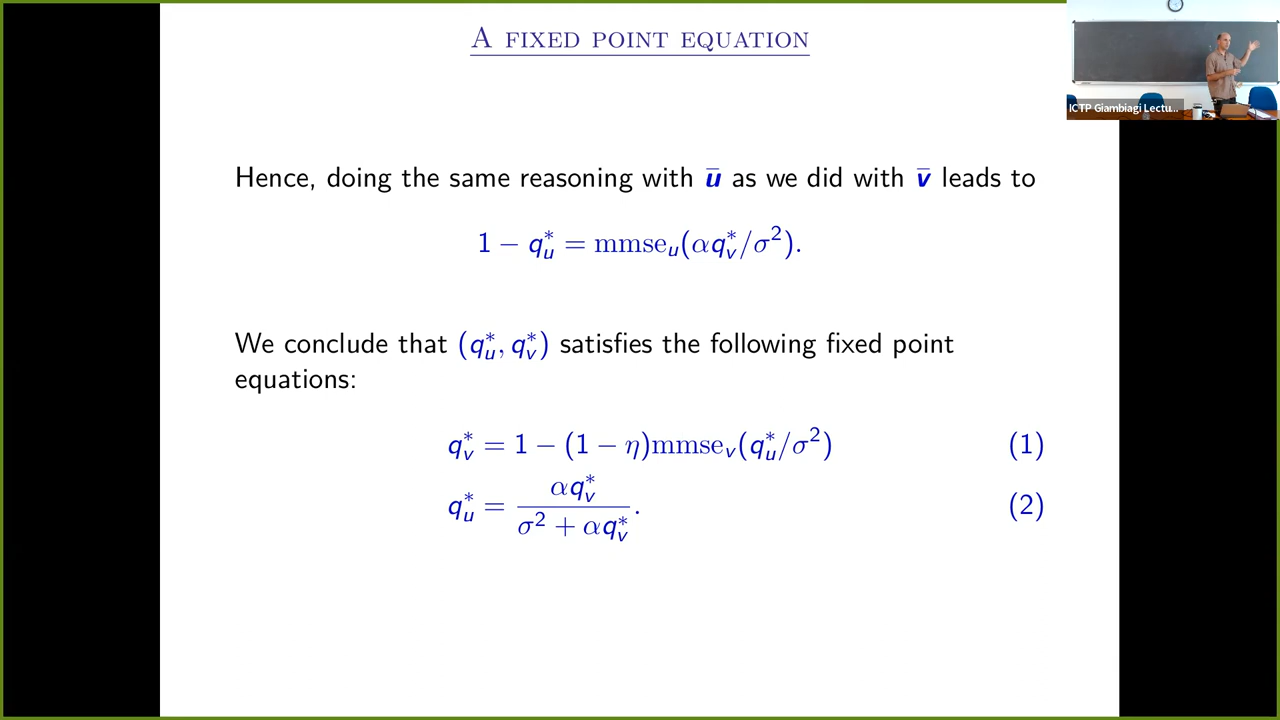 A FIXED POINT EQUATION
ICTP Giambiagi Lectu...
Hence, doing the same reasoning with ū as we did with v̄ leads to
1 − q*_u = mmse_u(αq*_v/σ²).
We conclude that (q*_u, q*_v) satisfies the following fixed point
equations:
q*_v = 1 − (1 − η)mmse_v(q*_u/σ²) (1)
q*_u = αq*_v / (σ² + αq*_v). (2)